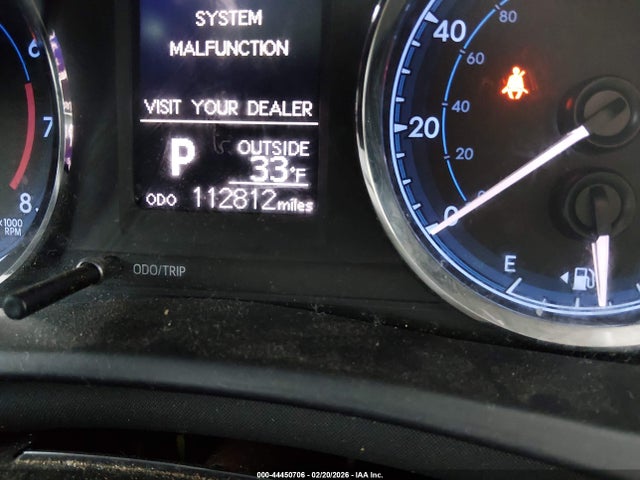 SYSTEM
MALFUNCTION
VISIT YOUR DEALER
P OUTSIDE
33°F
ODO 112812 miles
ODO/TRIP
6
7
8
x1000
RPM
80
40
60
40
20
20
0
E
000-44450706 - 02/20/2026 - IAA Inc.